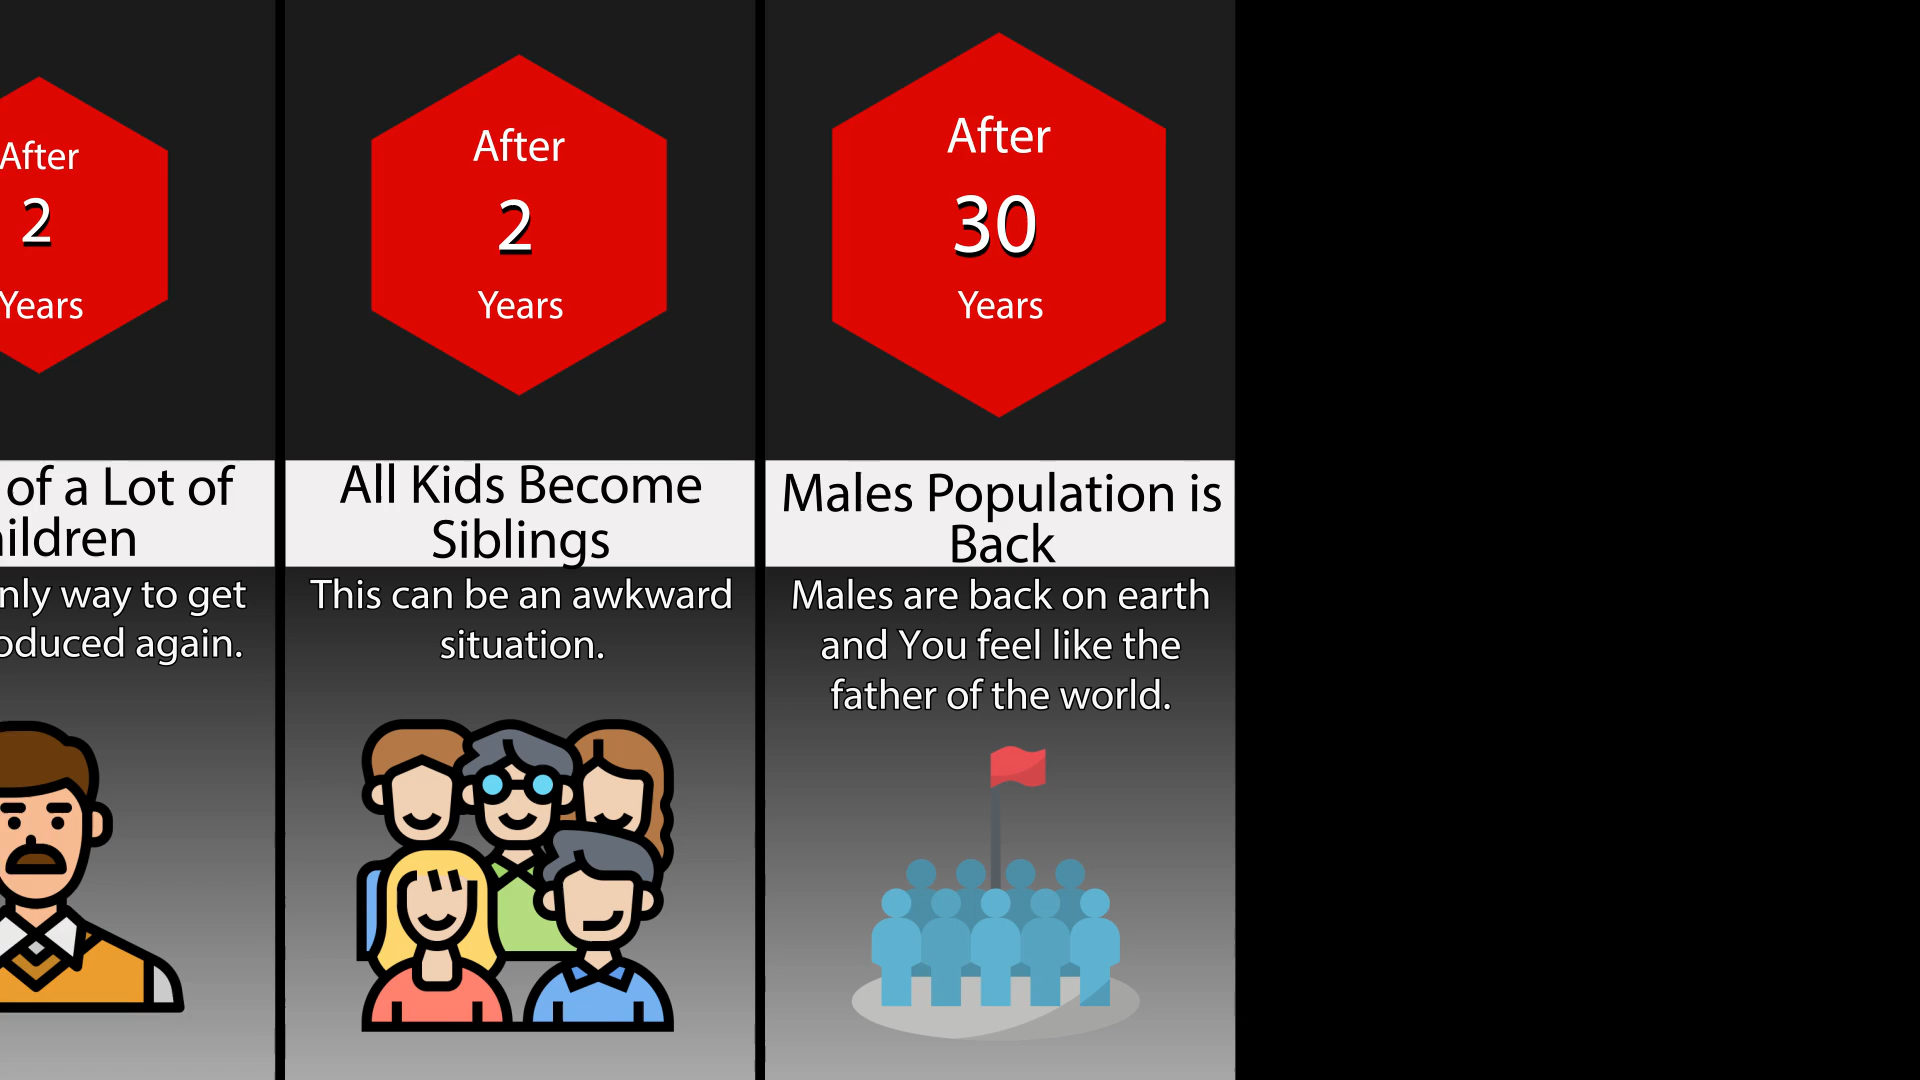 After
2
Years
of a Lot of
ildren
nly way to get
oduced again.
After
2
Years
All Kids Become
Siblings
This can be an awkward
situation.
After
30
Years
Males Population is
Back
Males are back on earth
and You feel like the
father of the world.